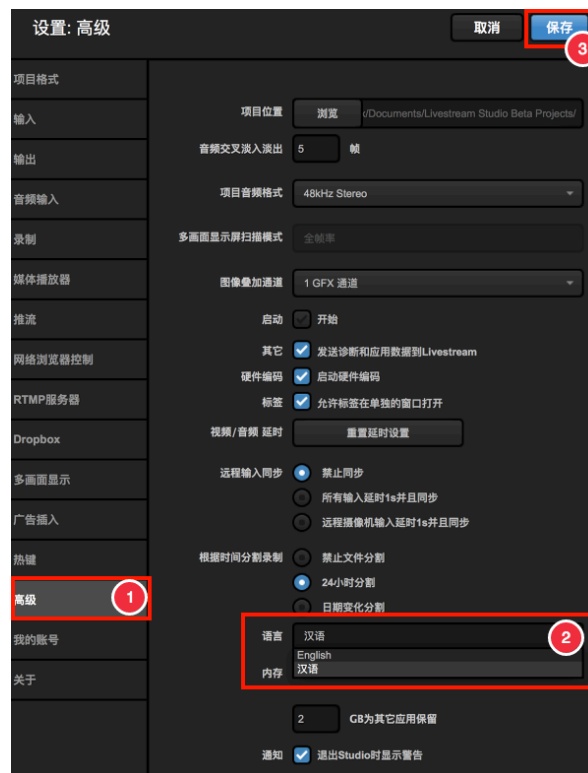 设置: 高级
取消
保存
3
项目格式
输入
输出
音频输入
录制
媒体播放器
推流
网络浏览器控制
RTMP服务器
Dropbox
多画面显示
广告插入
热键
高级
1
我的账号
关于
项目位置 浏览 /Documents/Livestream Studio Beta Projects/
音频交叉淡入淡出 5 帧
项目音频格式 48kHz Stereo
多画面显示屏扫描模式 全帧率
图像叠加通道 1 GFX 通道
启动 开始
其它 发送诊断和应用数据到Livestream
硬件编码 启动硬件编码
标签 允许标签在单独的窗口打开
视频/音频 延时 重置延时设置
远程输入同步 禁止同步
所有输入延时1s并且同步
远程摄像机输入延时1s并且同步
根据时间分割录制 禁止文件分割
24小时分割
日期变化分割
语言 汉语
2
English
汉语
内存
2 GB为其它应用保留
通知 退出Studio时显示警告